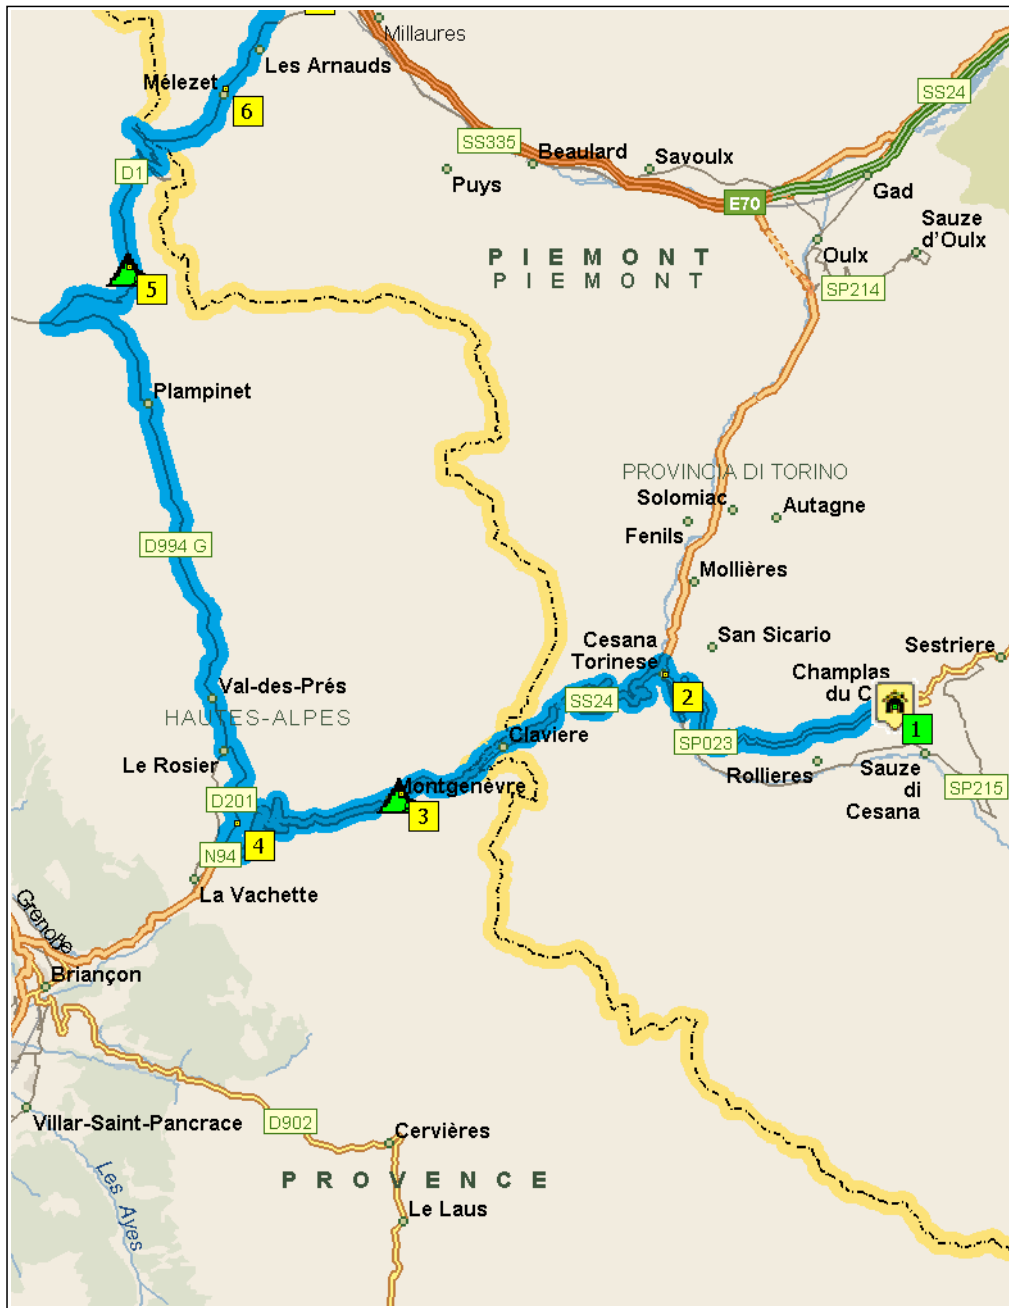 Millaures
Les Arnauds
Mélezet
6
SS24
SS335
Beaulard
Savoulx
D1
Puys
Gad
E70
Sauze
d'Oulx
PIEMONT
PIEMONT
Oulx
5
SP214
Plampinet
PROVINCIA DI TORINO
Solomiac
Autagne
Fenils
D994 G
Mollières
Cesana
Torinese
San Sicario
Sestriere
Champlas
du C
Val-des-Prés
HAUTES-ALPES
SS24
2
1
Claviere
SP023
Le Rosier
Rollieres
Sauze
di
Cesana
SP215
Montgenèvre
D201
3
4
N94
La Vachette
Grenoble
Briançon
Villar-Saint-Pancrace
D902
Cervières
PROVENCE
Les Ayes
Le Laus